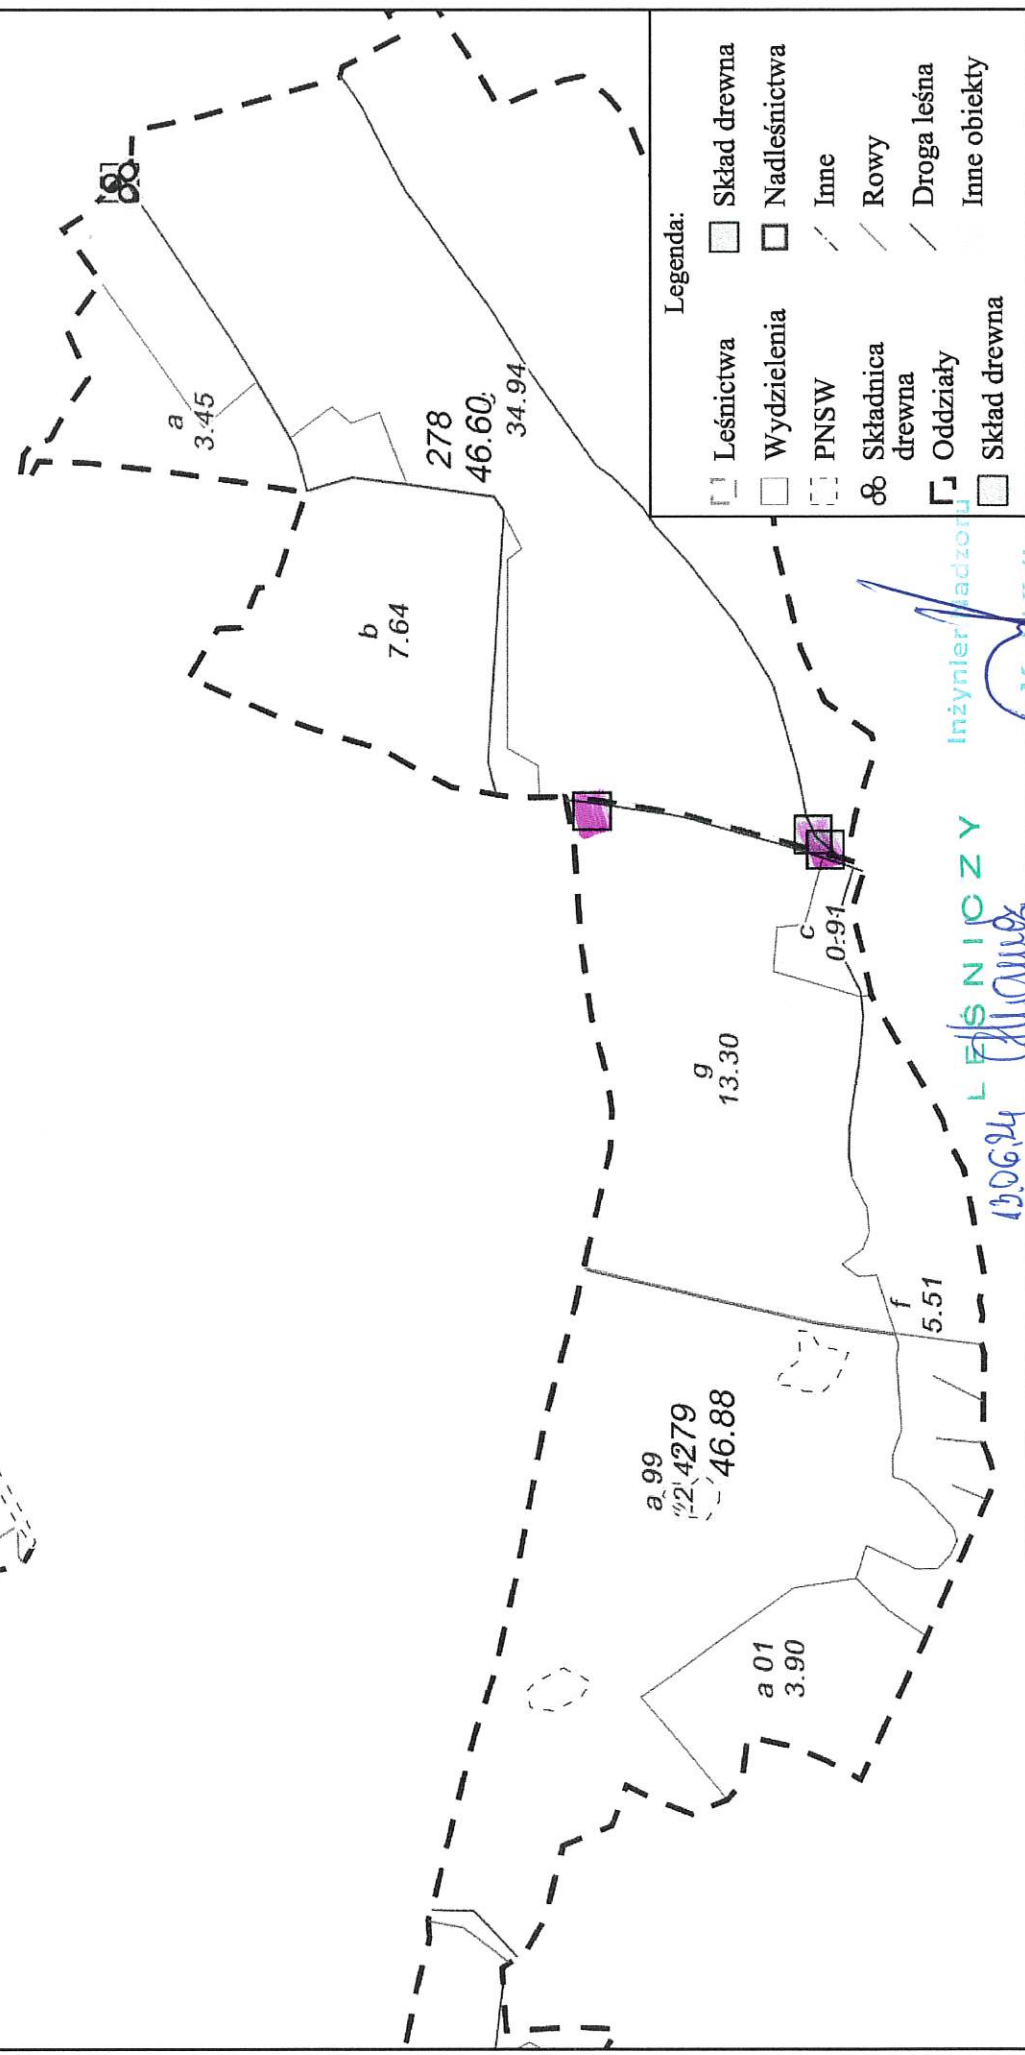 a
3.45
278
46.60
34.94
b
7.64
c
0.91
g
13.30
f
5.51
a 99
4279
46.88
a 01
3.90
Legenda:
Leśnictwa
Wydzielenia
PNSW
Składnica
drewna
Oddziały
Skład drewna
Skład drewna
Nadleśnictwa
Inne
Rowy
Droga leśna
Inne obiekty
Inżynier Nadzoru
LEŚNICZY
13.06.24